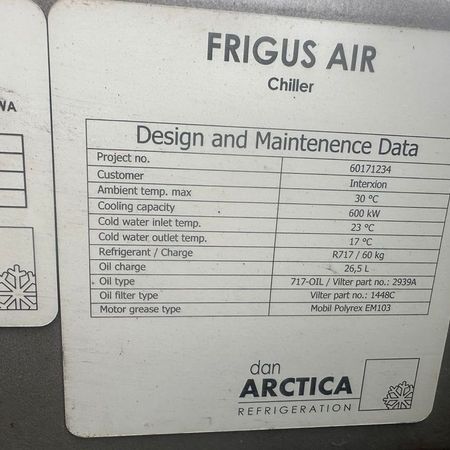 WA
FRIGUS AIR
Chiller
Design and Maintenence Data
Project no. 60171234
Customer Interxion
Ambient temp. max 30 °C
Cooling capacity 600 kW
Cold water inlet temp. 23 °C
Cold water outlet temp. 17 °C
Refrigerant / Charge R717 / 60 kg
Oil charge 26,5 L
Oil type 717-OIL / Vilter part no.: 2939A
Oil filter type Vilter part no.: 1448C
Motor grease type Mobil Polyrex EM103
dan
ARCTICA
REFRIGERATION